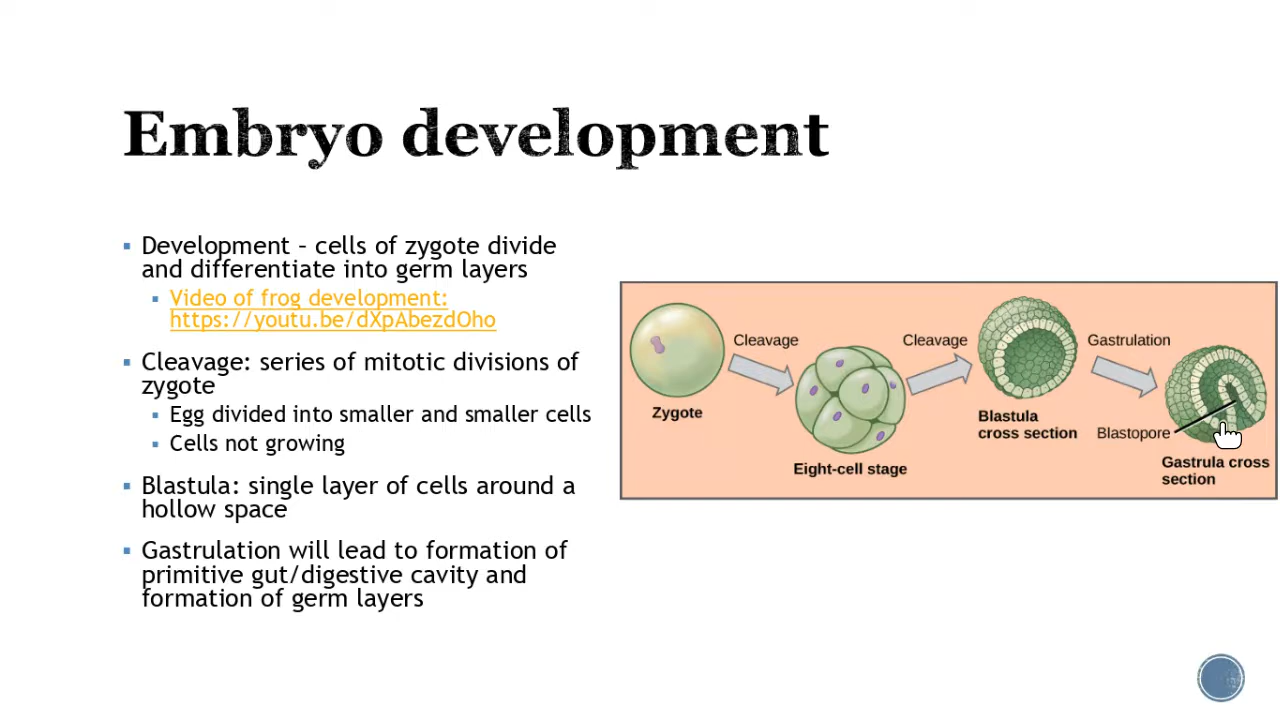 Embryo development
▪ Development – cells of zygote divide
and differentiate into germ layers
▪ Video of frog development:
https://youtu.be/dXpAbezdOho
▪ Cleavage: series of mitotic divisions of
zygote
▪ Egg divided into smaller and smaller cells
▪ Cells not growing
▪ Blastula: single layer of cells around a
hollow space
▪ Gastrulation will lead to formation of
primitive gut/digestive cavity and
formation of germ layers
Cleavage
Cleavage
Gastrulation
Zygote
Eight-cell stage
Blastula
cross section
Blastopore
Gastrula cross
section